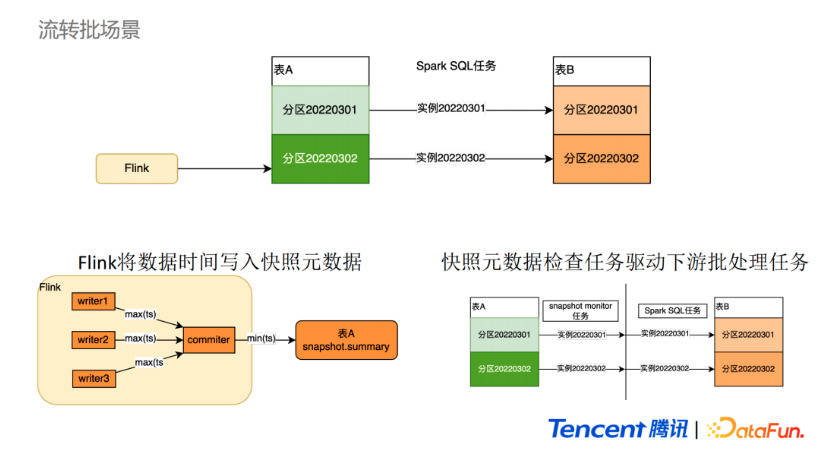 流转批场景
表A
Spark SQL任务
表B
分区20220301
实例20220301
分区20220301
分区20220302
实例20220302
分区20220302
Flink
Flink将数据时间写入快照元数据
快照元数据检查任务驱动下游批处理任务
Flink
writer1
max(ts)
writer2
max(ts)
commiter
min(ts)
表A
snapshot.summary
max(ts
writer3
表A
snapshot monitor
任务
Spark SQL任务
表B
分区20220301
实例20220301
实例20220301
分区20220301
分区20220302
实例20220302
实例20220302
分区20220302
Tencent 腾讯 | DataFun.